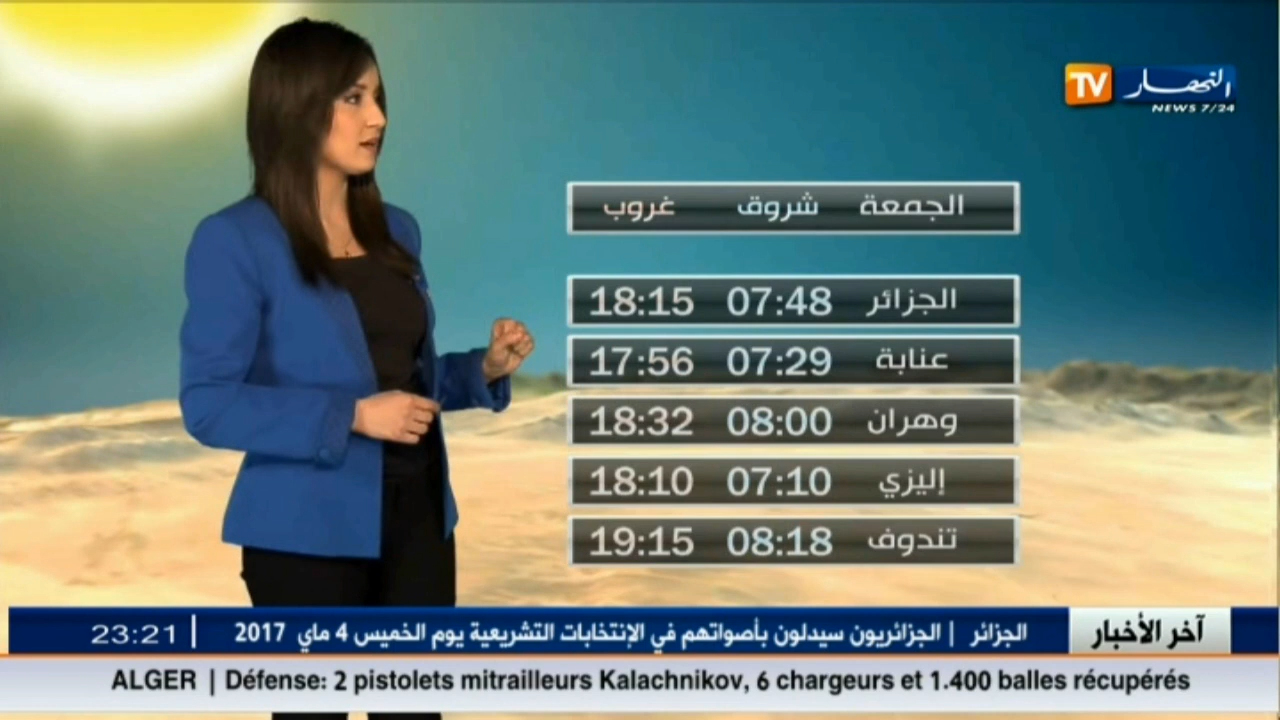 TV النهار
NEWS 7/24
الجمعة شروق غروب
الجزائر 07:48 18:15
عنابة 07:29 17:56
وهران 08:00 18:32
إليزي 07:10 18:10
تندوف 08:18 19:15
آخر الأخبار الجزائر | الجزائريون سيدلون بأصواتهم في الإنتخابات التشريعية يوم الخميس 4 ماي 2017 | 23:21
ALGER | Défense: 2 pistolets mitrailleurs Kalachnikov, 6 chargeurs et 1.400 balles récupérés